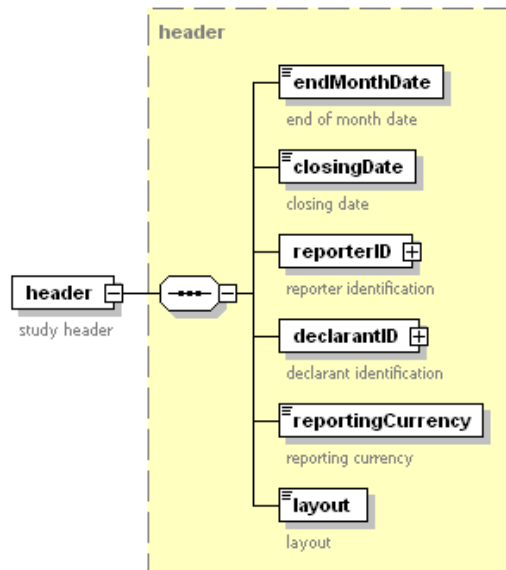 header
endMonthDate
end of month date
closingDate
closing date
reporterID
reporter identification
header
study header
declarantID
declarant identification
reportingCurrency
reporting currency
layout
layout